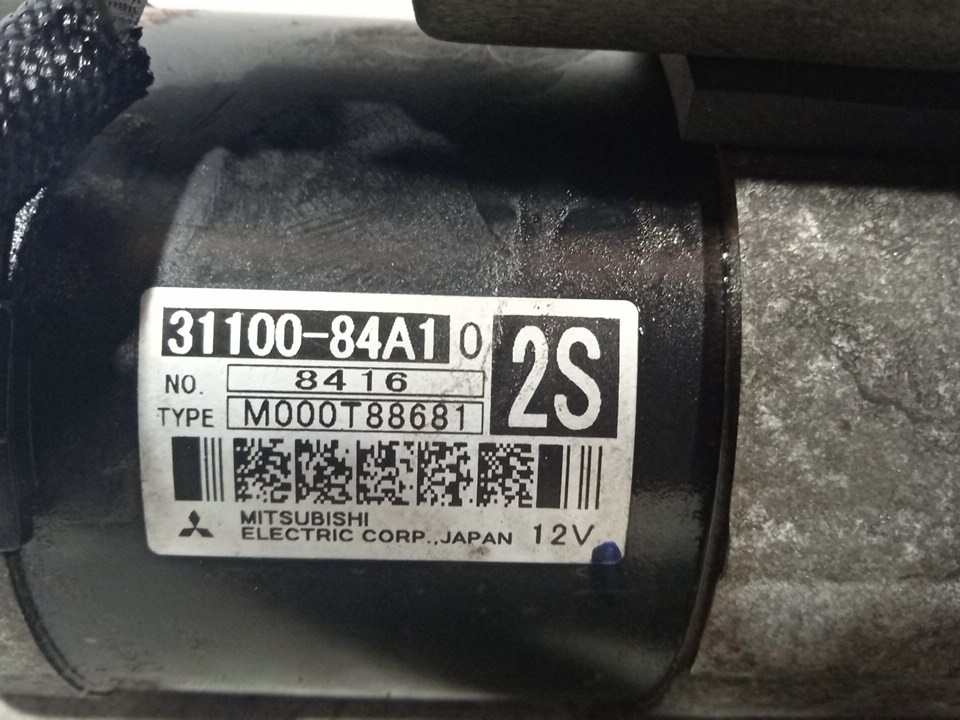 31100-84A1 0
2S
NO. 8416
TYPE M000T88681
MITSUBISHI
ELECTRIC CORP.,JAPAN 12V